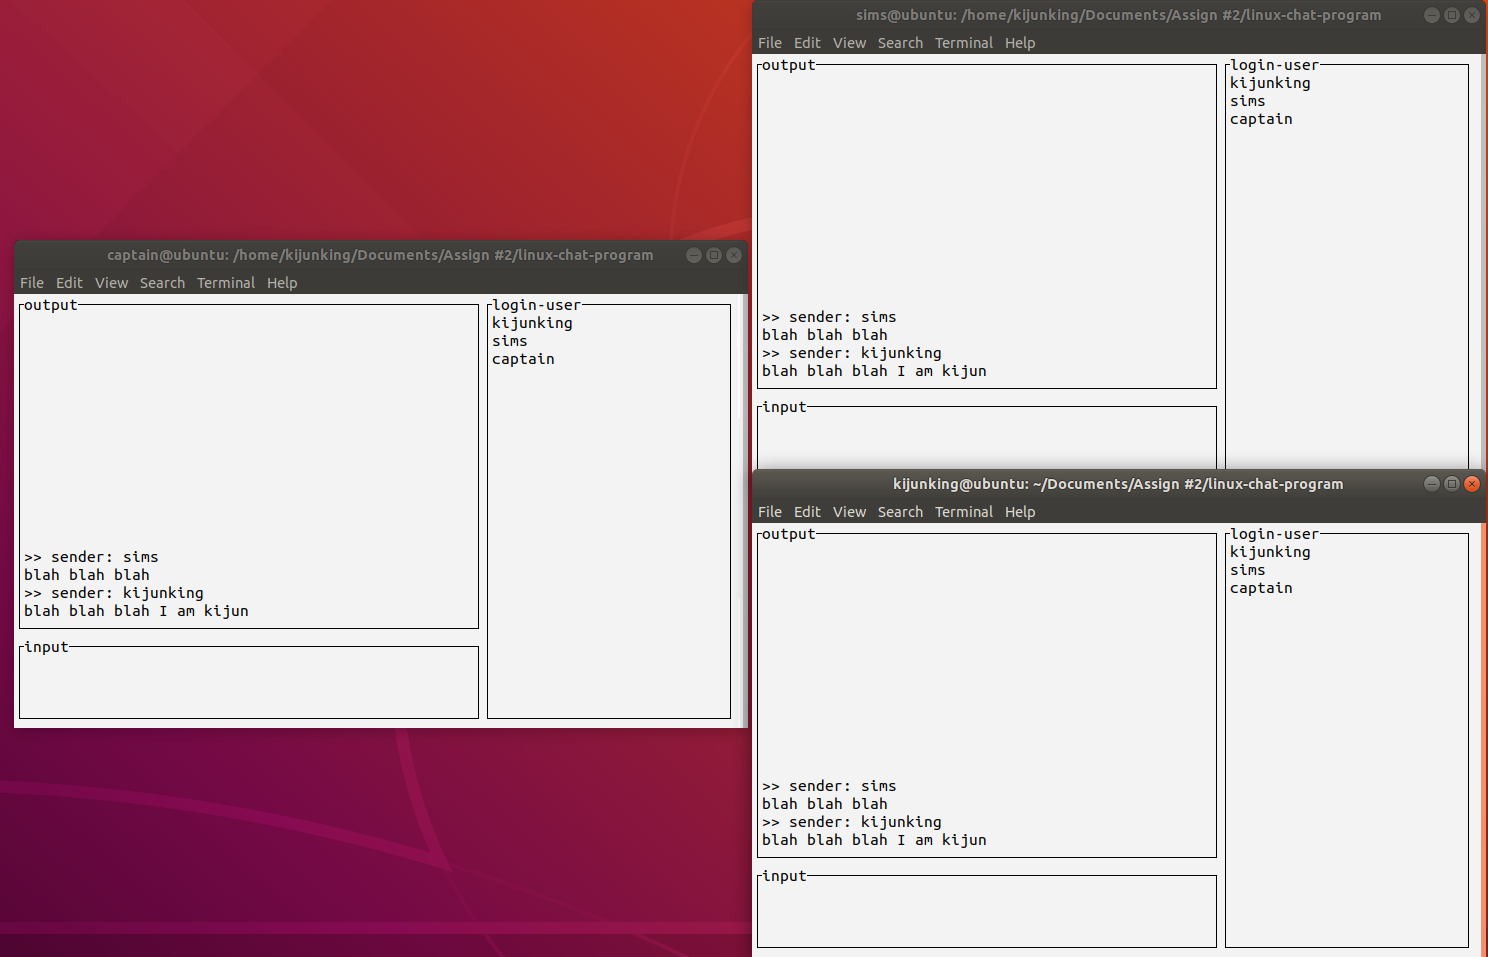 captain@ubuntu: /home/kijunking/Documents/Assign #2/linux-chat-program
File Edit View Search Terminal Help
output
>> sender: sims
blah blah blah
>> sender: kijunking
blah blah blah I am kijun
input
login-user
kijunking
sims
captain
sims@ubuntu: /home/kijunking/Documents/Assign #2/linux-chat-program
File Edit View Search Terminal Help
output
>> sender: sims
blah blah blah
>> sender: kijunking
blah blah blah I am kijun
input
login-user
kijunking
sims
captain
kijunking@ubuntu: ~/Documents/Assign #2/linux-chat-program
File Edit View Search Terminal Help
output
>> sender: sims
blah blah blah
>> sender: kijunking
blah blah blah I am kijun
input
login-user
kijunking
sims
captain